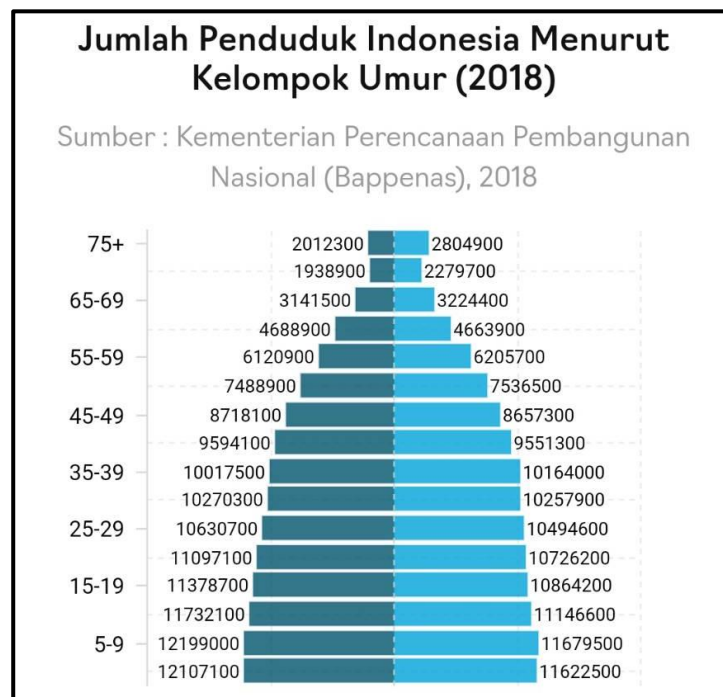 Jumlah Penduduk Indonesia Menurut
Kelompok Umur (2018)
Sumber : Kementerian Perencanaan Pembangunan
Nasional (Bappenas), 2018
75+ 2012300 2804900
1938900 2279700
65-69 3141500 3224400
4688900 4663900
55-59 6120900 6205700
7488900 7536500
45-49 8718100 8657300
9594100 9551300
35-39 10017500 10164000
10270300 10257900
25-29 10630700 10494600
11097100 10726200
15-19 11378700 10864200
11732100 11146600
5-9 12199000 11679500
12107100 11622500